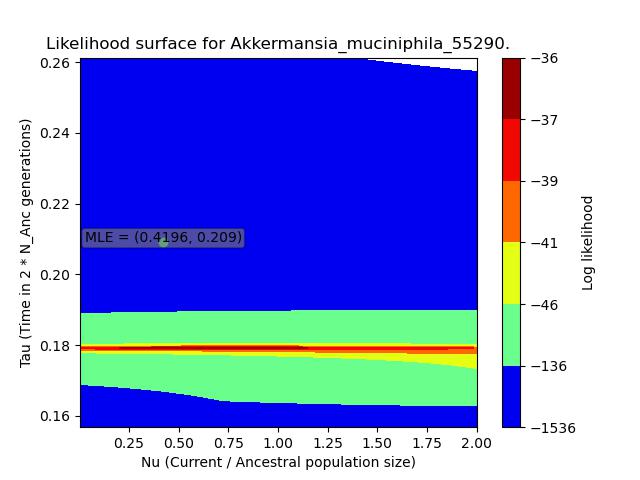 Likelihood surface for Akkermansia_muciniphila_55290.
0.26
0.24
0.22
0.20
0.18
0.16
Tau (Time in 2 * N_Anc generations)
MLE = (0.4196, 0.209)
0.25 0.50 0.75 1.00 1.25 1.50 1.75 2.00
Nu (Current / Ancestral population size)
−36
−37
−39
−41
−46
−136
−1536
Log likelihood